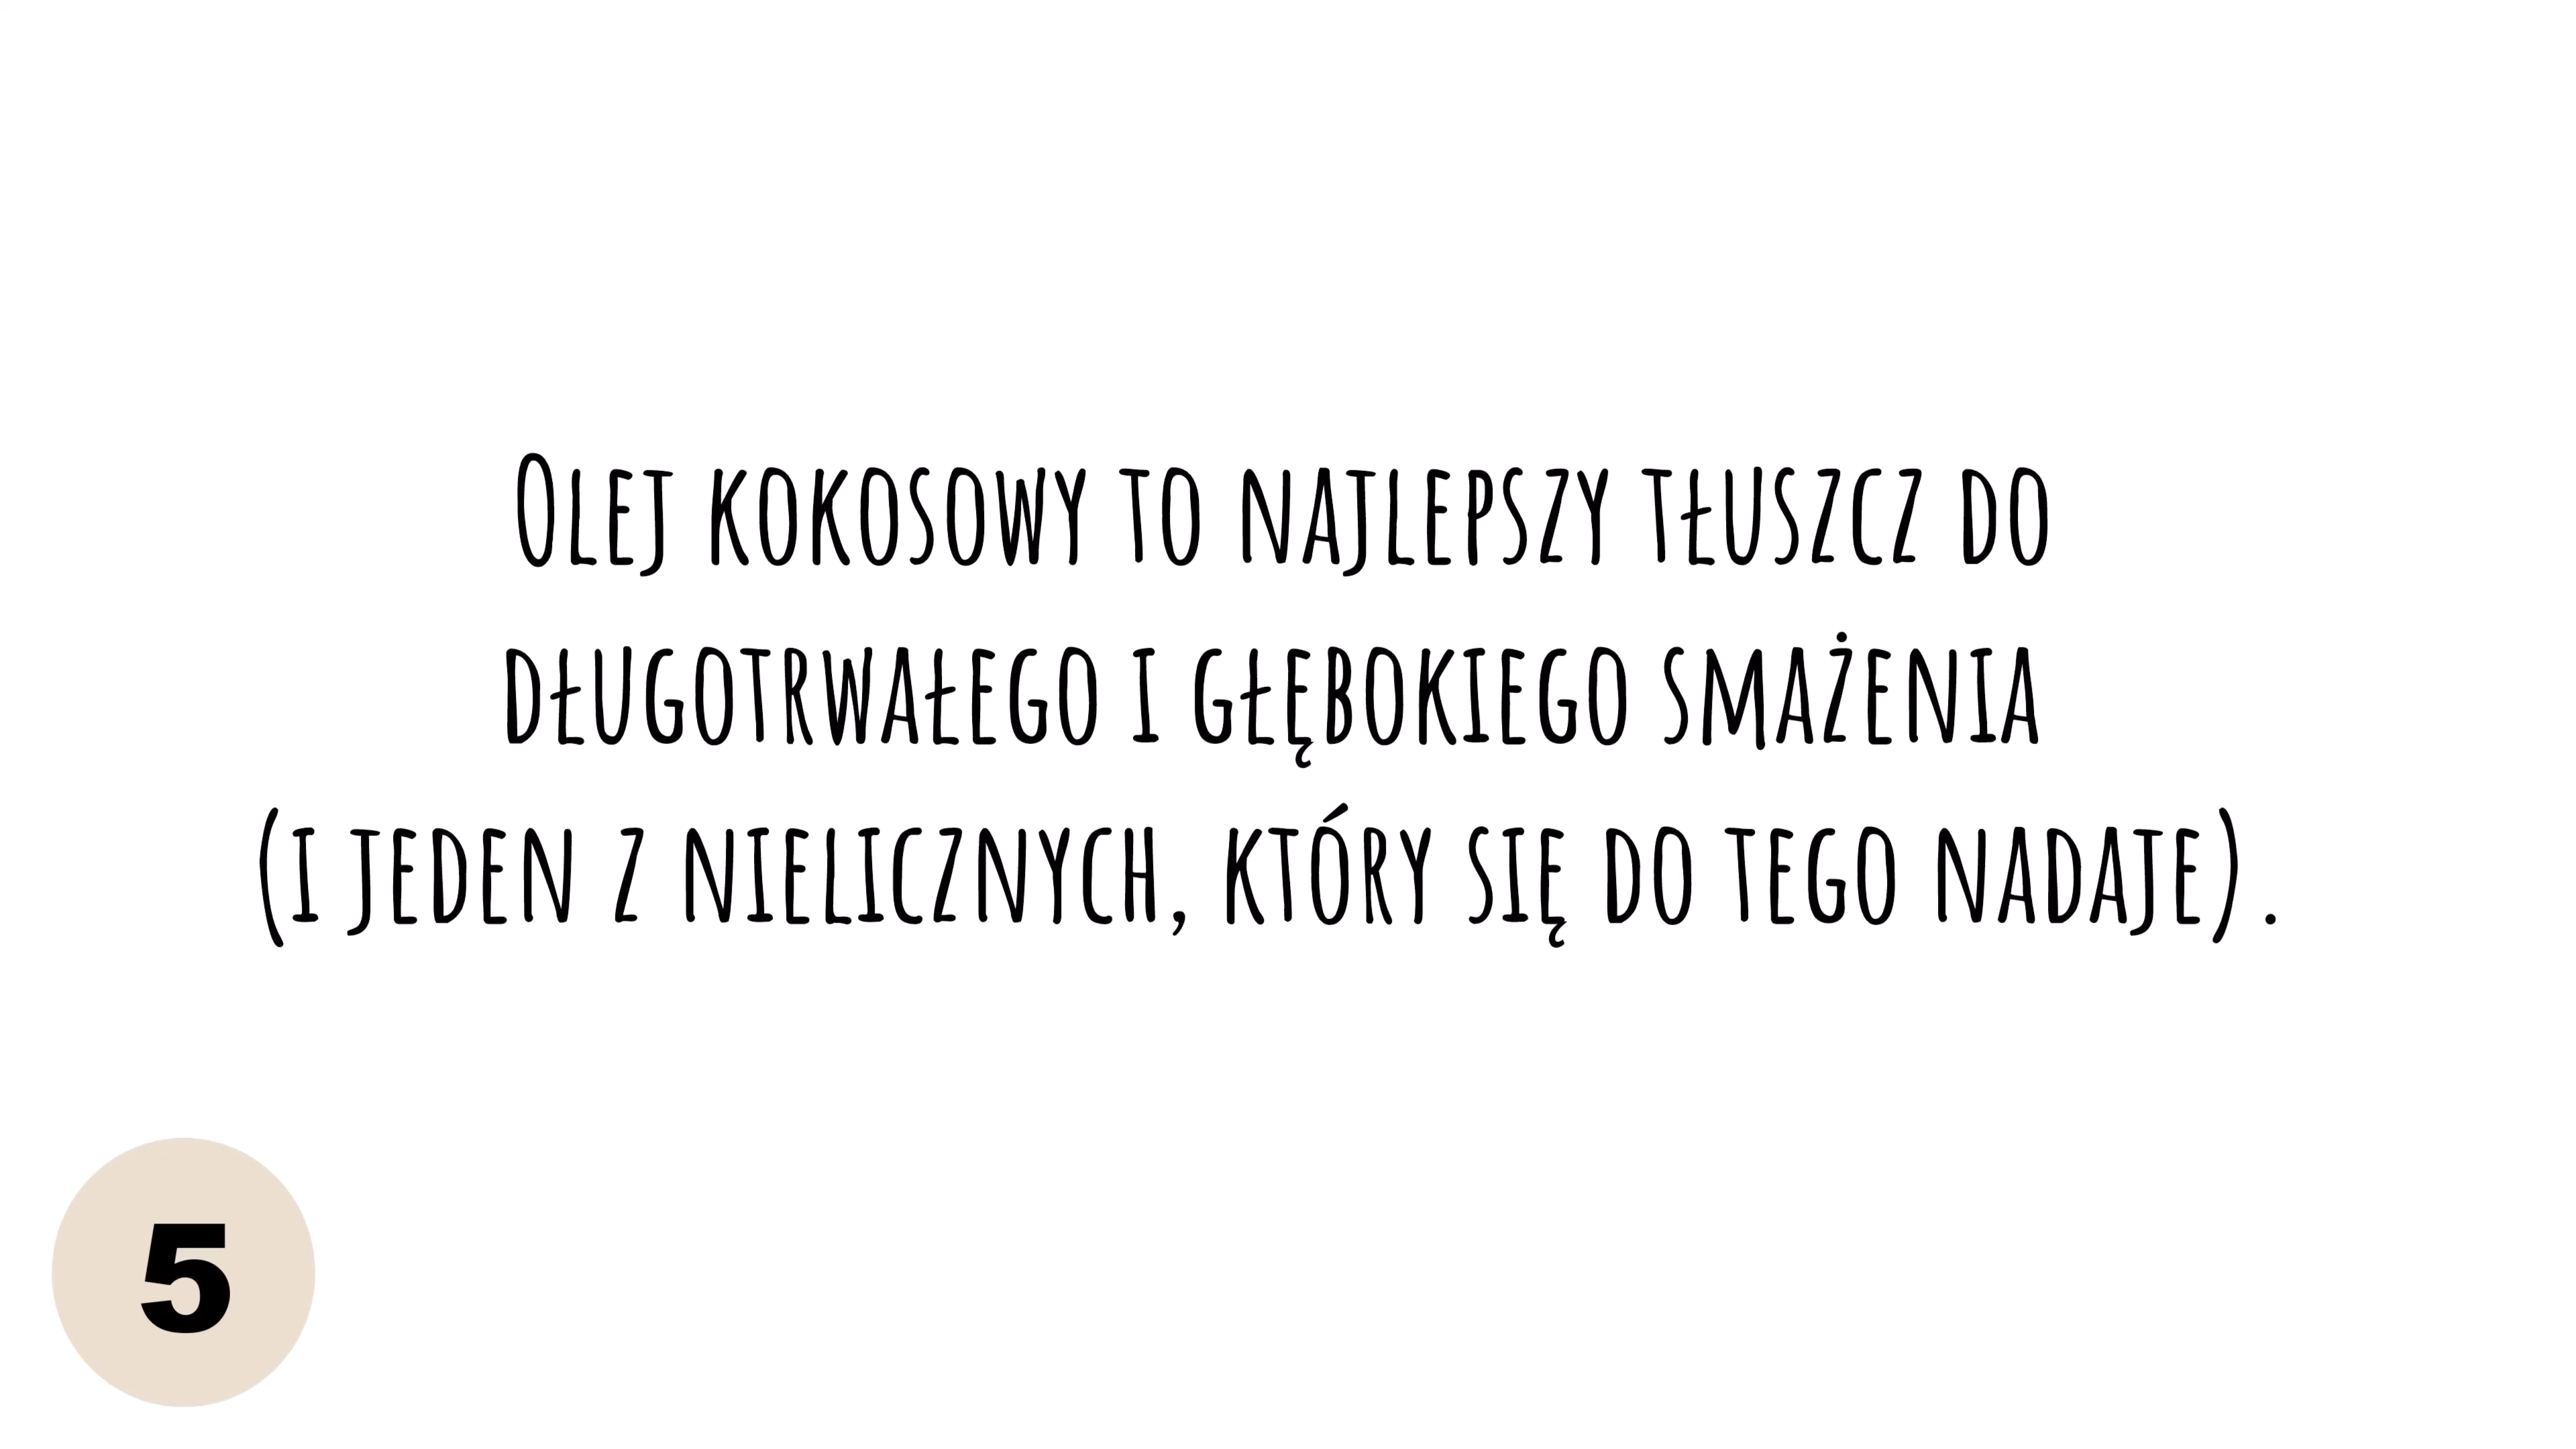 Olej kokosowy to najlepszy tłuszcz do
długotrwałego i głębokiego smażenia
(i jeden z nielicznych, który się do tego nadaje).
5